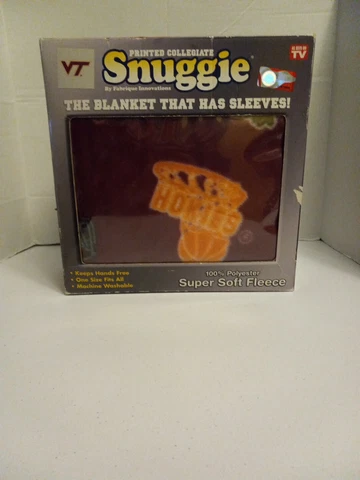 VT
PRINTED COLLEGIATE
Snuggie
AS SEEN ON
TV
By Fabrique Innovations
THE BLANKET THAT HAS SLEEVES!
HOKIES
• Keeps Hands Free
• One Size Fits All
• Machine Washable
100% Polyester
Super Soft Fleece